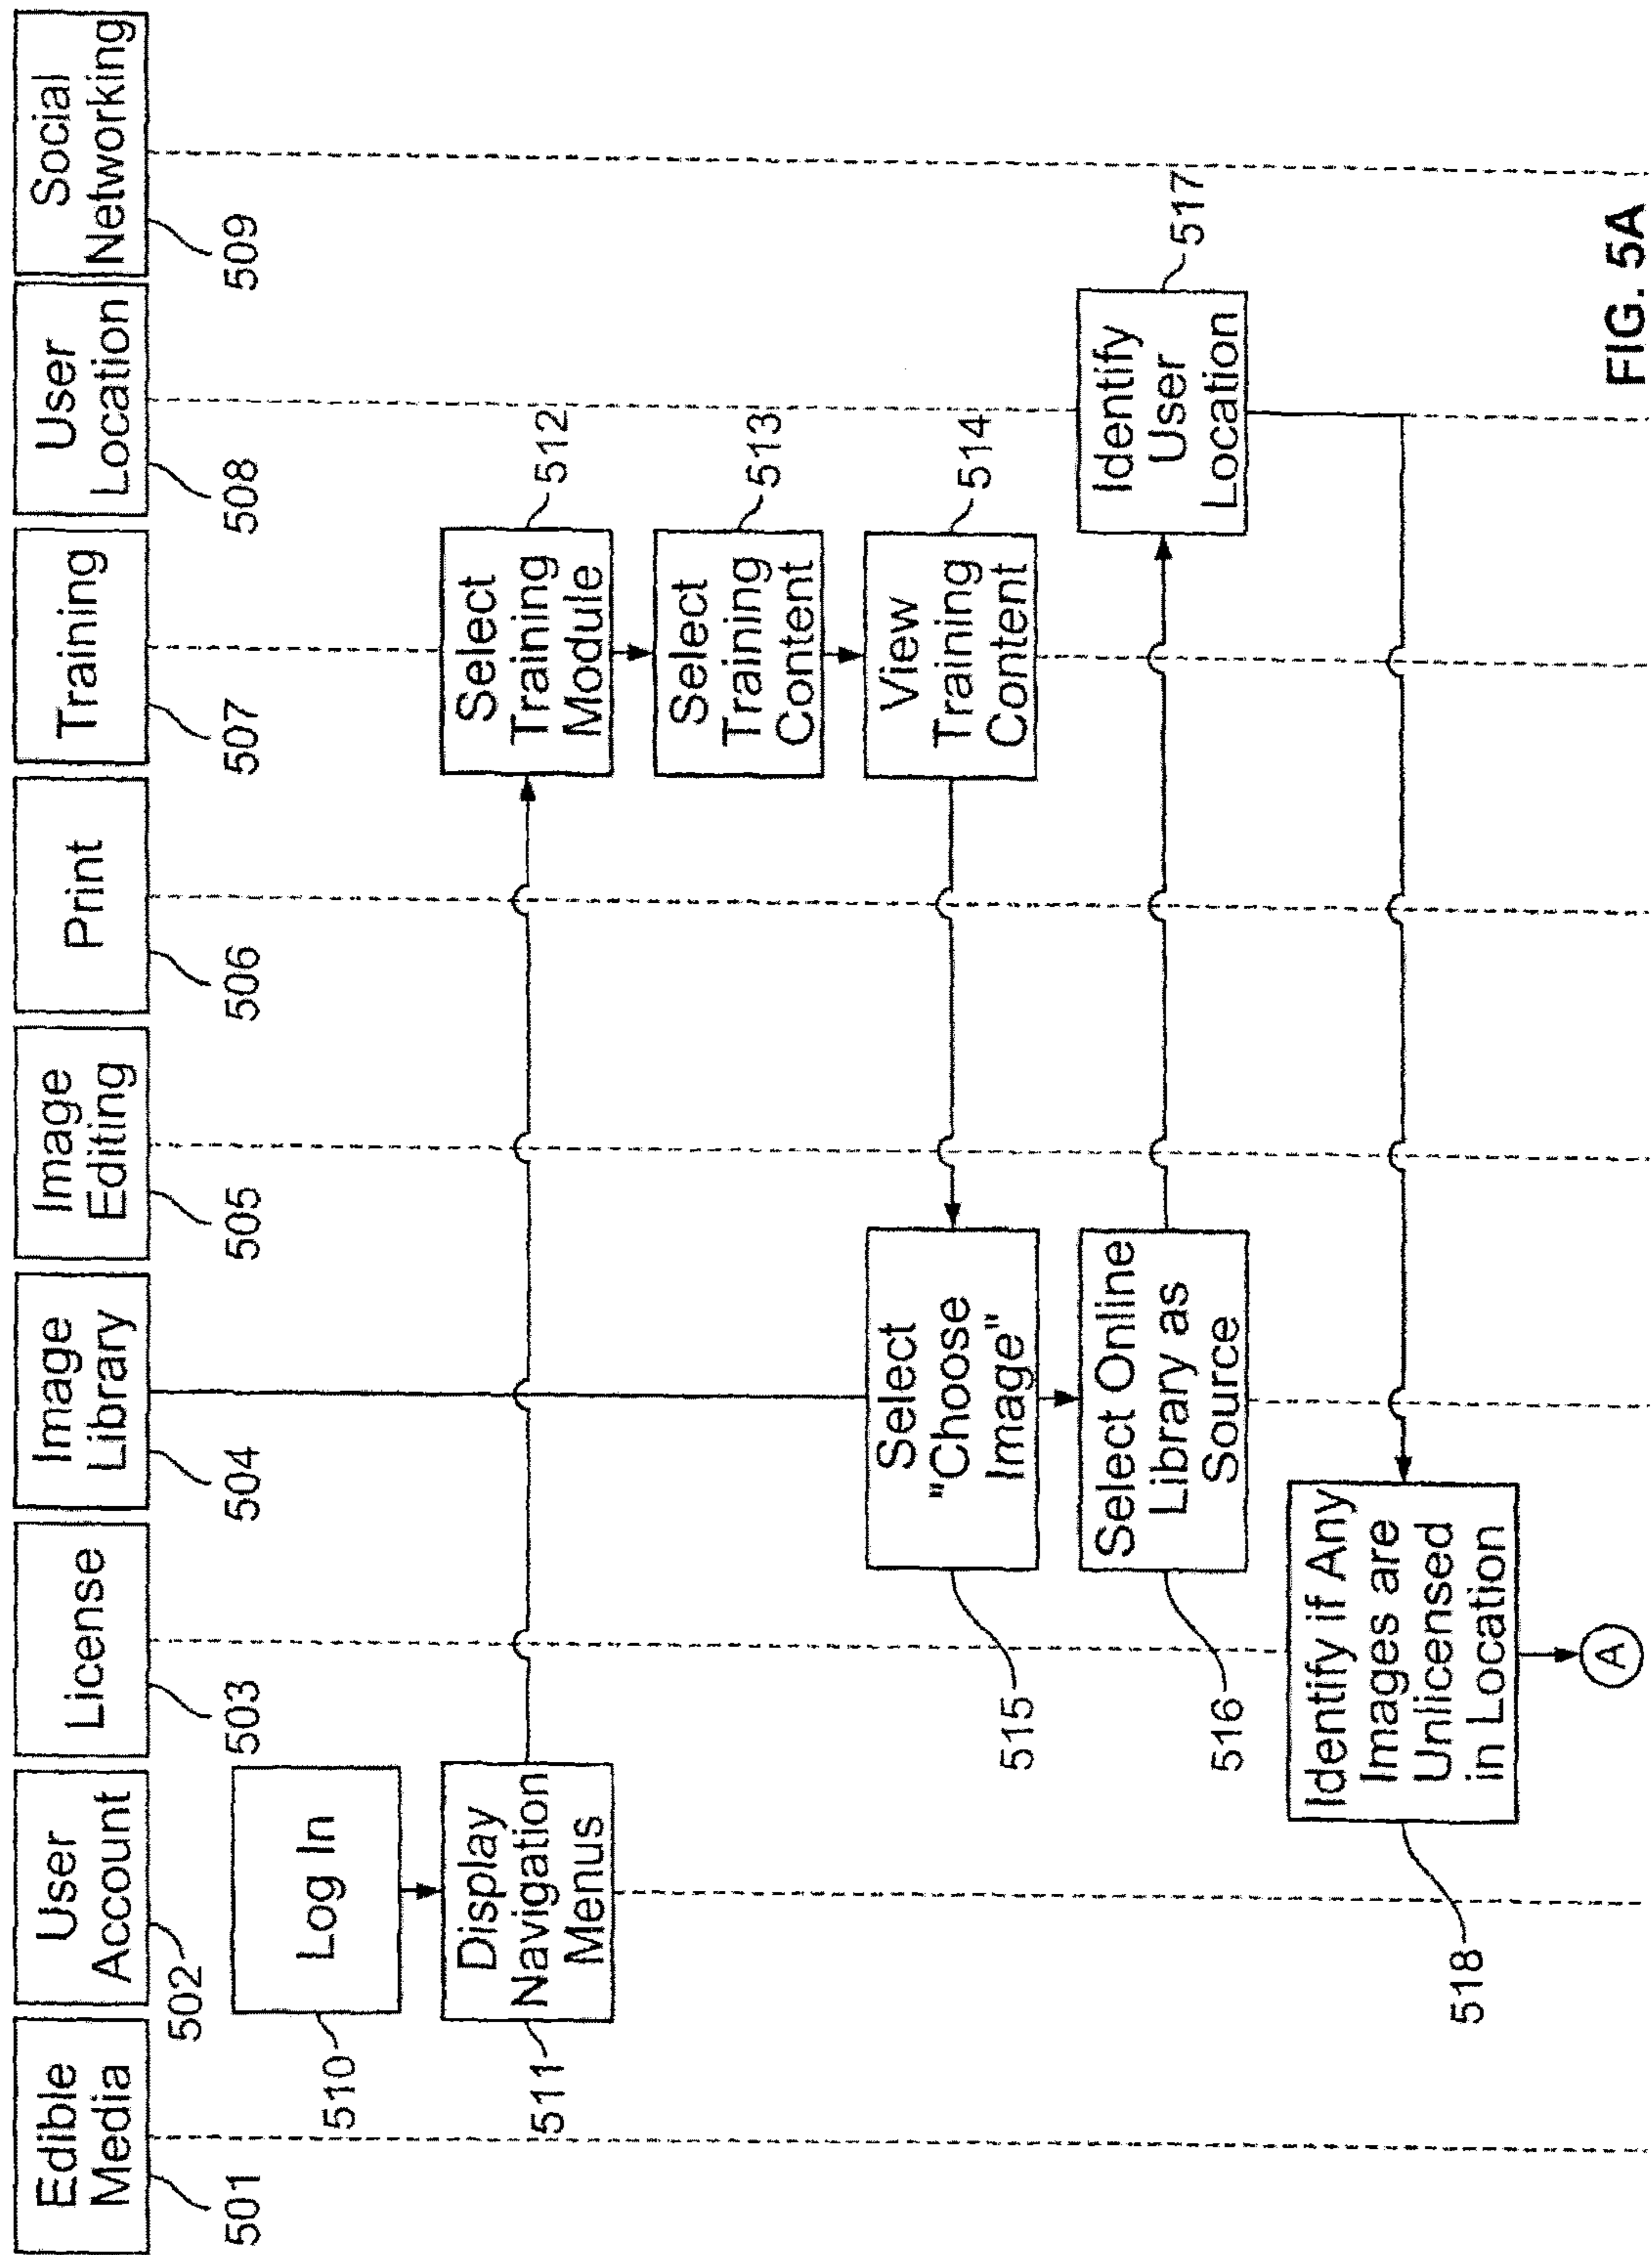 Edible
Media
501
User
Account
502
License
503
Image
Library
504
Image
Editing
505
Print
506
Training
507
User
Location
508
Social
Networking
509
Log In
510
Display
Navigation
Menus
511
Select
Training
Module
512
Select
Training
Content
513
View
Training
Content
514
Select
"Choose
Image"
515
Select Online
Library as
Source
516
Identify
User
Location
517
Identify if Any
Images are
Unlicensed
in Location
518
A
FIG. 5A